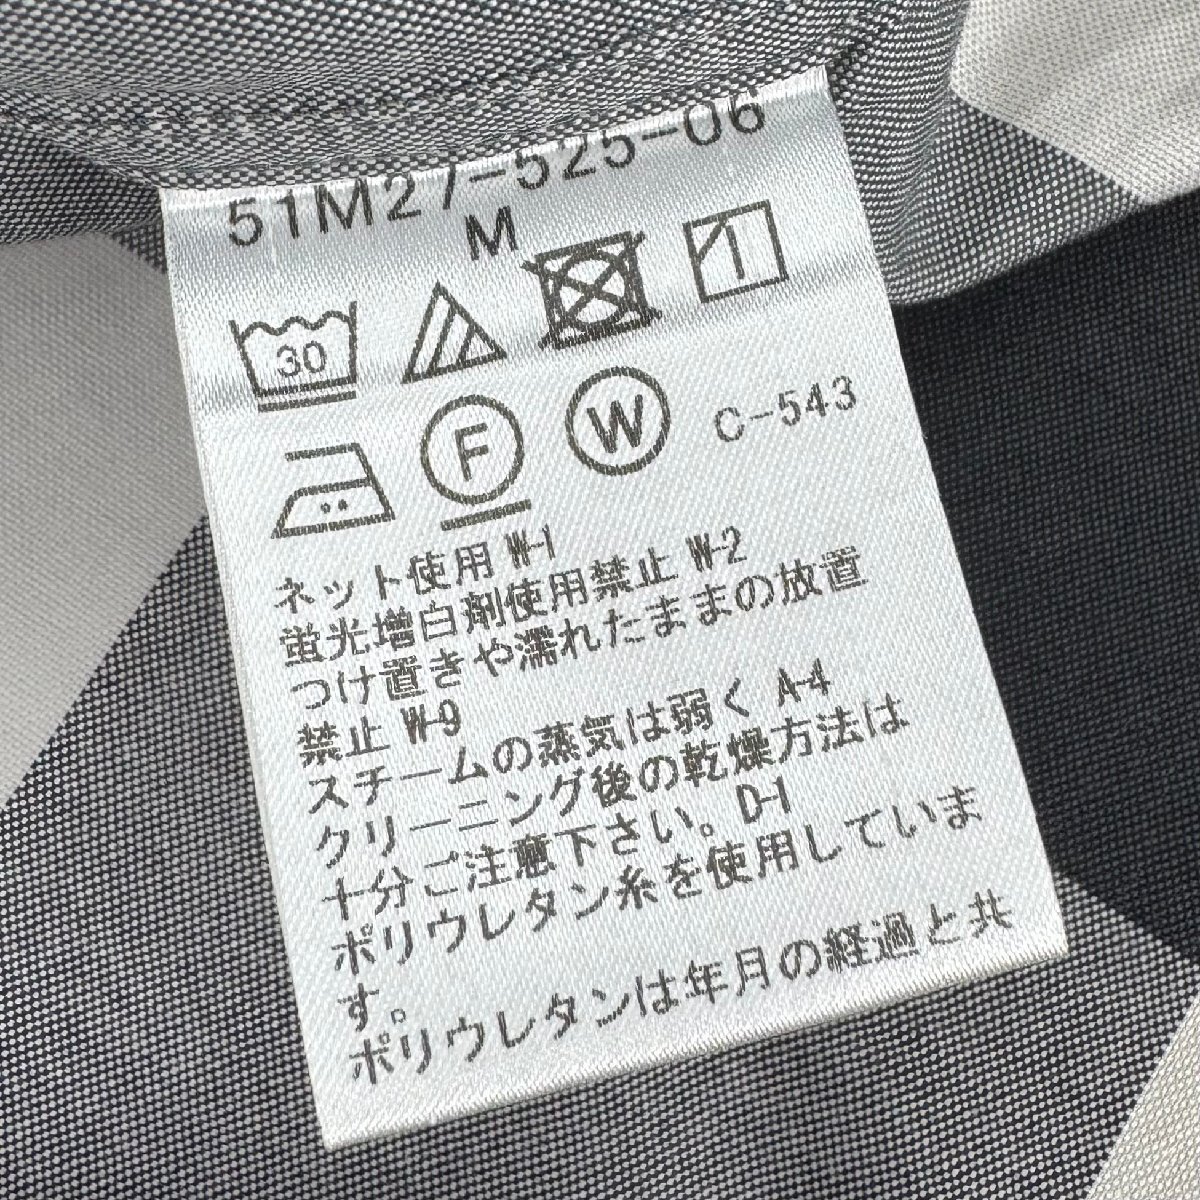 51M27-525-06
M
30
F W C-543
ネット使用 W-1
蛍光増白剤使用禁止 W-2
つけ置きや濡れたままの放置
禁止 W-9
スチームの蒸気は弱く A-4
クリーニング後の乾燥方法は
十分ご注意下さい。 D-1
ポリウレタン糸を使用していま
す。
ポリウレタンは年月の経過と共